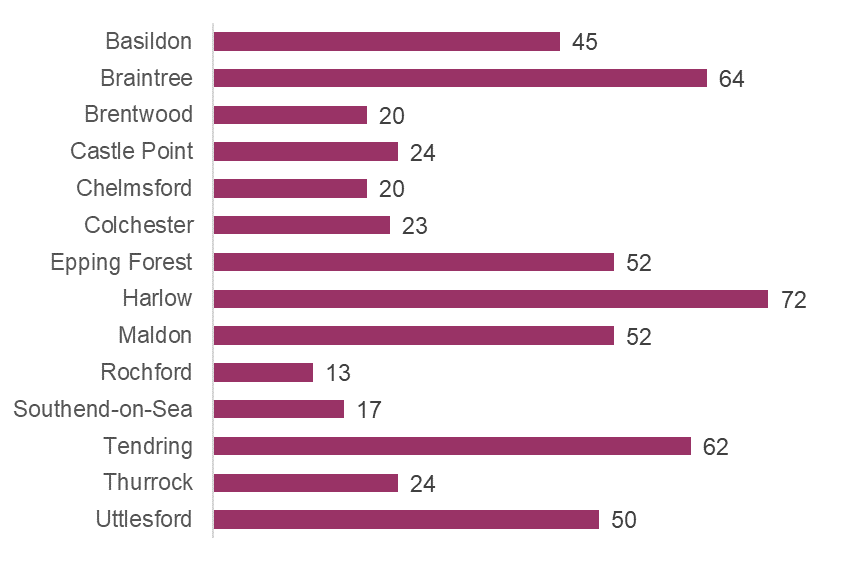 Basildon 45
Braintree 64
Brentwood 20
Castle Point 24
Chelmsford 20
Colchester 23
Epping Forest 52
Harlow 72
Maldon 52
Rochford 13
Southend-on-Sea 17
Tendring 62
Thurrock 24
Uttlesford 50